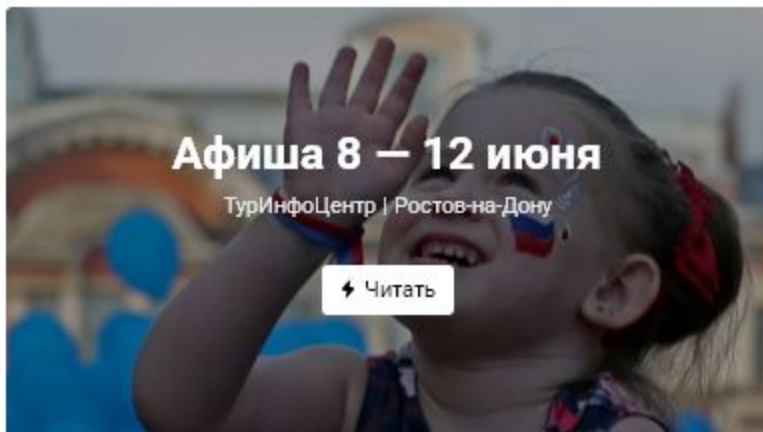 Афиша 8 — 12 июня
ТурИнфоЦентр | Ростов-на-Дону
Читать